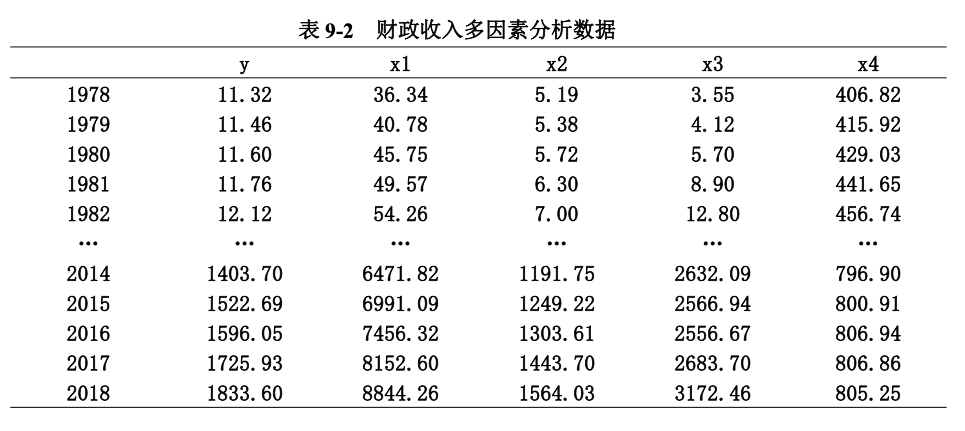 表 9-2 财政收入多因素分析数据
y x1 x2 x3 x4
1978 11.32 36.34 5.19 3.55 406.82
1979 11.46 40.78 5.38 4.12 415.92
1980 11.60 45.75 5.72 5.70 429.03
1981 11.76 49.57 6.30 8.90 441.65
1982 12.12 54.26 7.00 12.80 456.74
… … … … … …
2014 1403.70 6471.82 1191.75 2632.09 796.90
2015 1522.69 6991.09 1249.22 2566.94 800.91
2016 1596.05 7456.32 1303.61 2556.67 806.94
2017 1725.93 8152.60 1443.70 2683.70 806.86
2018 1833.60 8844.26 1564.03 3172.46 805.25